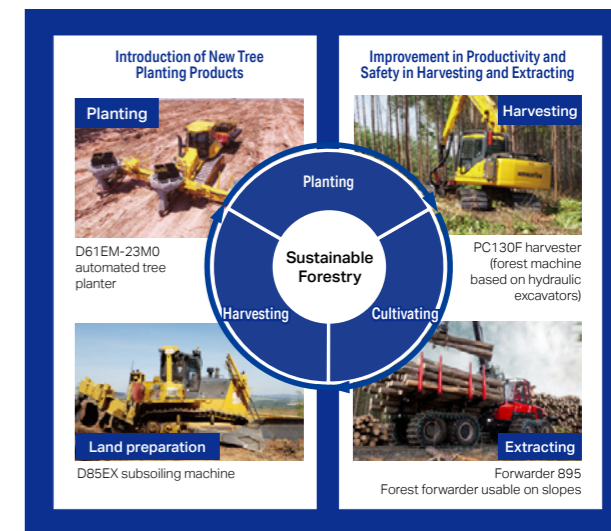 Introduction of New Tree
Planting Products
Planting
D61EM-23M0
automated tree
planter
Land preparation
D85EX subsoiling machine
Improvement in Productivity and
Safety in Harvesting and Extracting
Harvesting
KOMATSU
PC130F harvester
(forest machine
based on hydraulic
excavators)
Extracting
Forwarder 895
Forest forwarder usable on slopes
Planting
Sustainable
Forestry
Harvesting
Cultivating